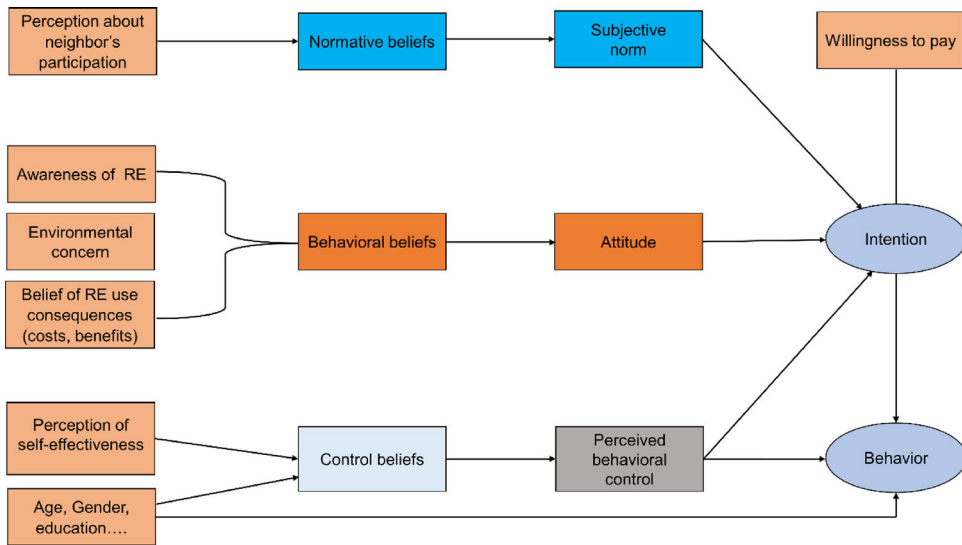 Perception about
neighbor's
participation
Normative beliefs
Subjective
norm
Willingness to pay
Awareness of RE
Environmental
concern
Belief of RE use
consequences
(costs, benefits)
Behavioral beliefs
Attitude
Intention
Perception of
self-effectiveness
Age, Gender,
education....
Control beliefs
Perceived
behavioral
control
Behavior